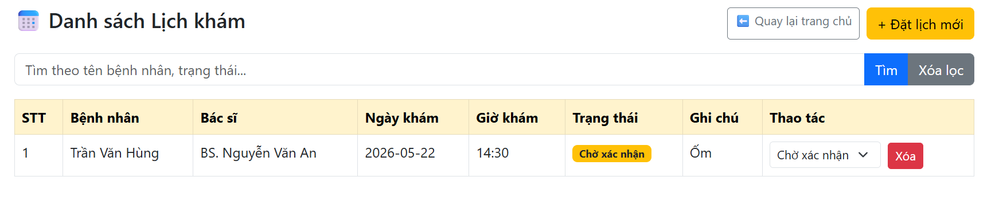 Danh sách Lịch khám
Quay lại trang chủ
+ Đặt lịch mới
Tìm theo tên bệnh nhân, trạng thái...
Tìm
Xóa lọc
STT Bệnh nhân Bác sĩ Ngày khám Giờ khám Trạng thái Ghi chú Thao tác
1 Trần Văn Hùng BS. Nguyễn Văn An 2026-05-22 14:30 Chờ xác nhận Ốm Chờ xác nhận Xóa